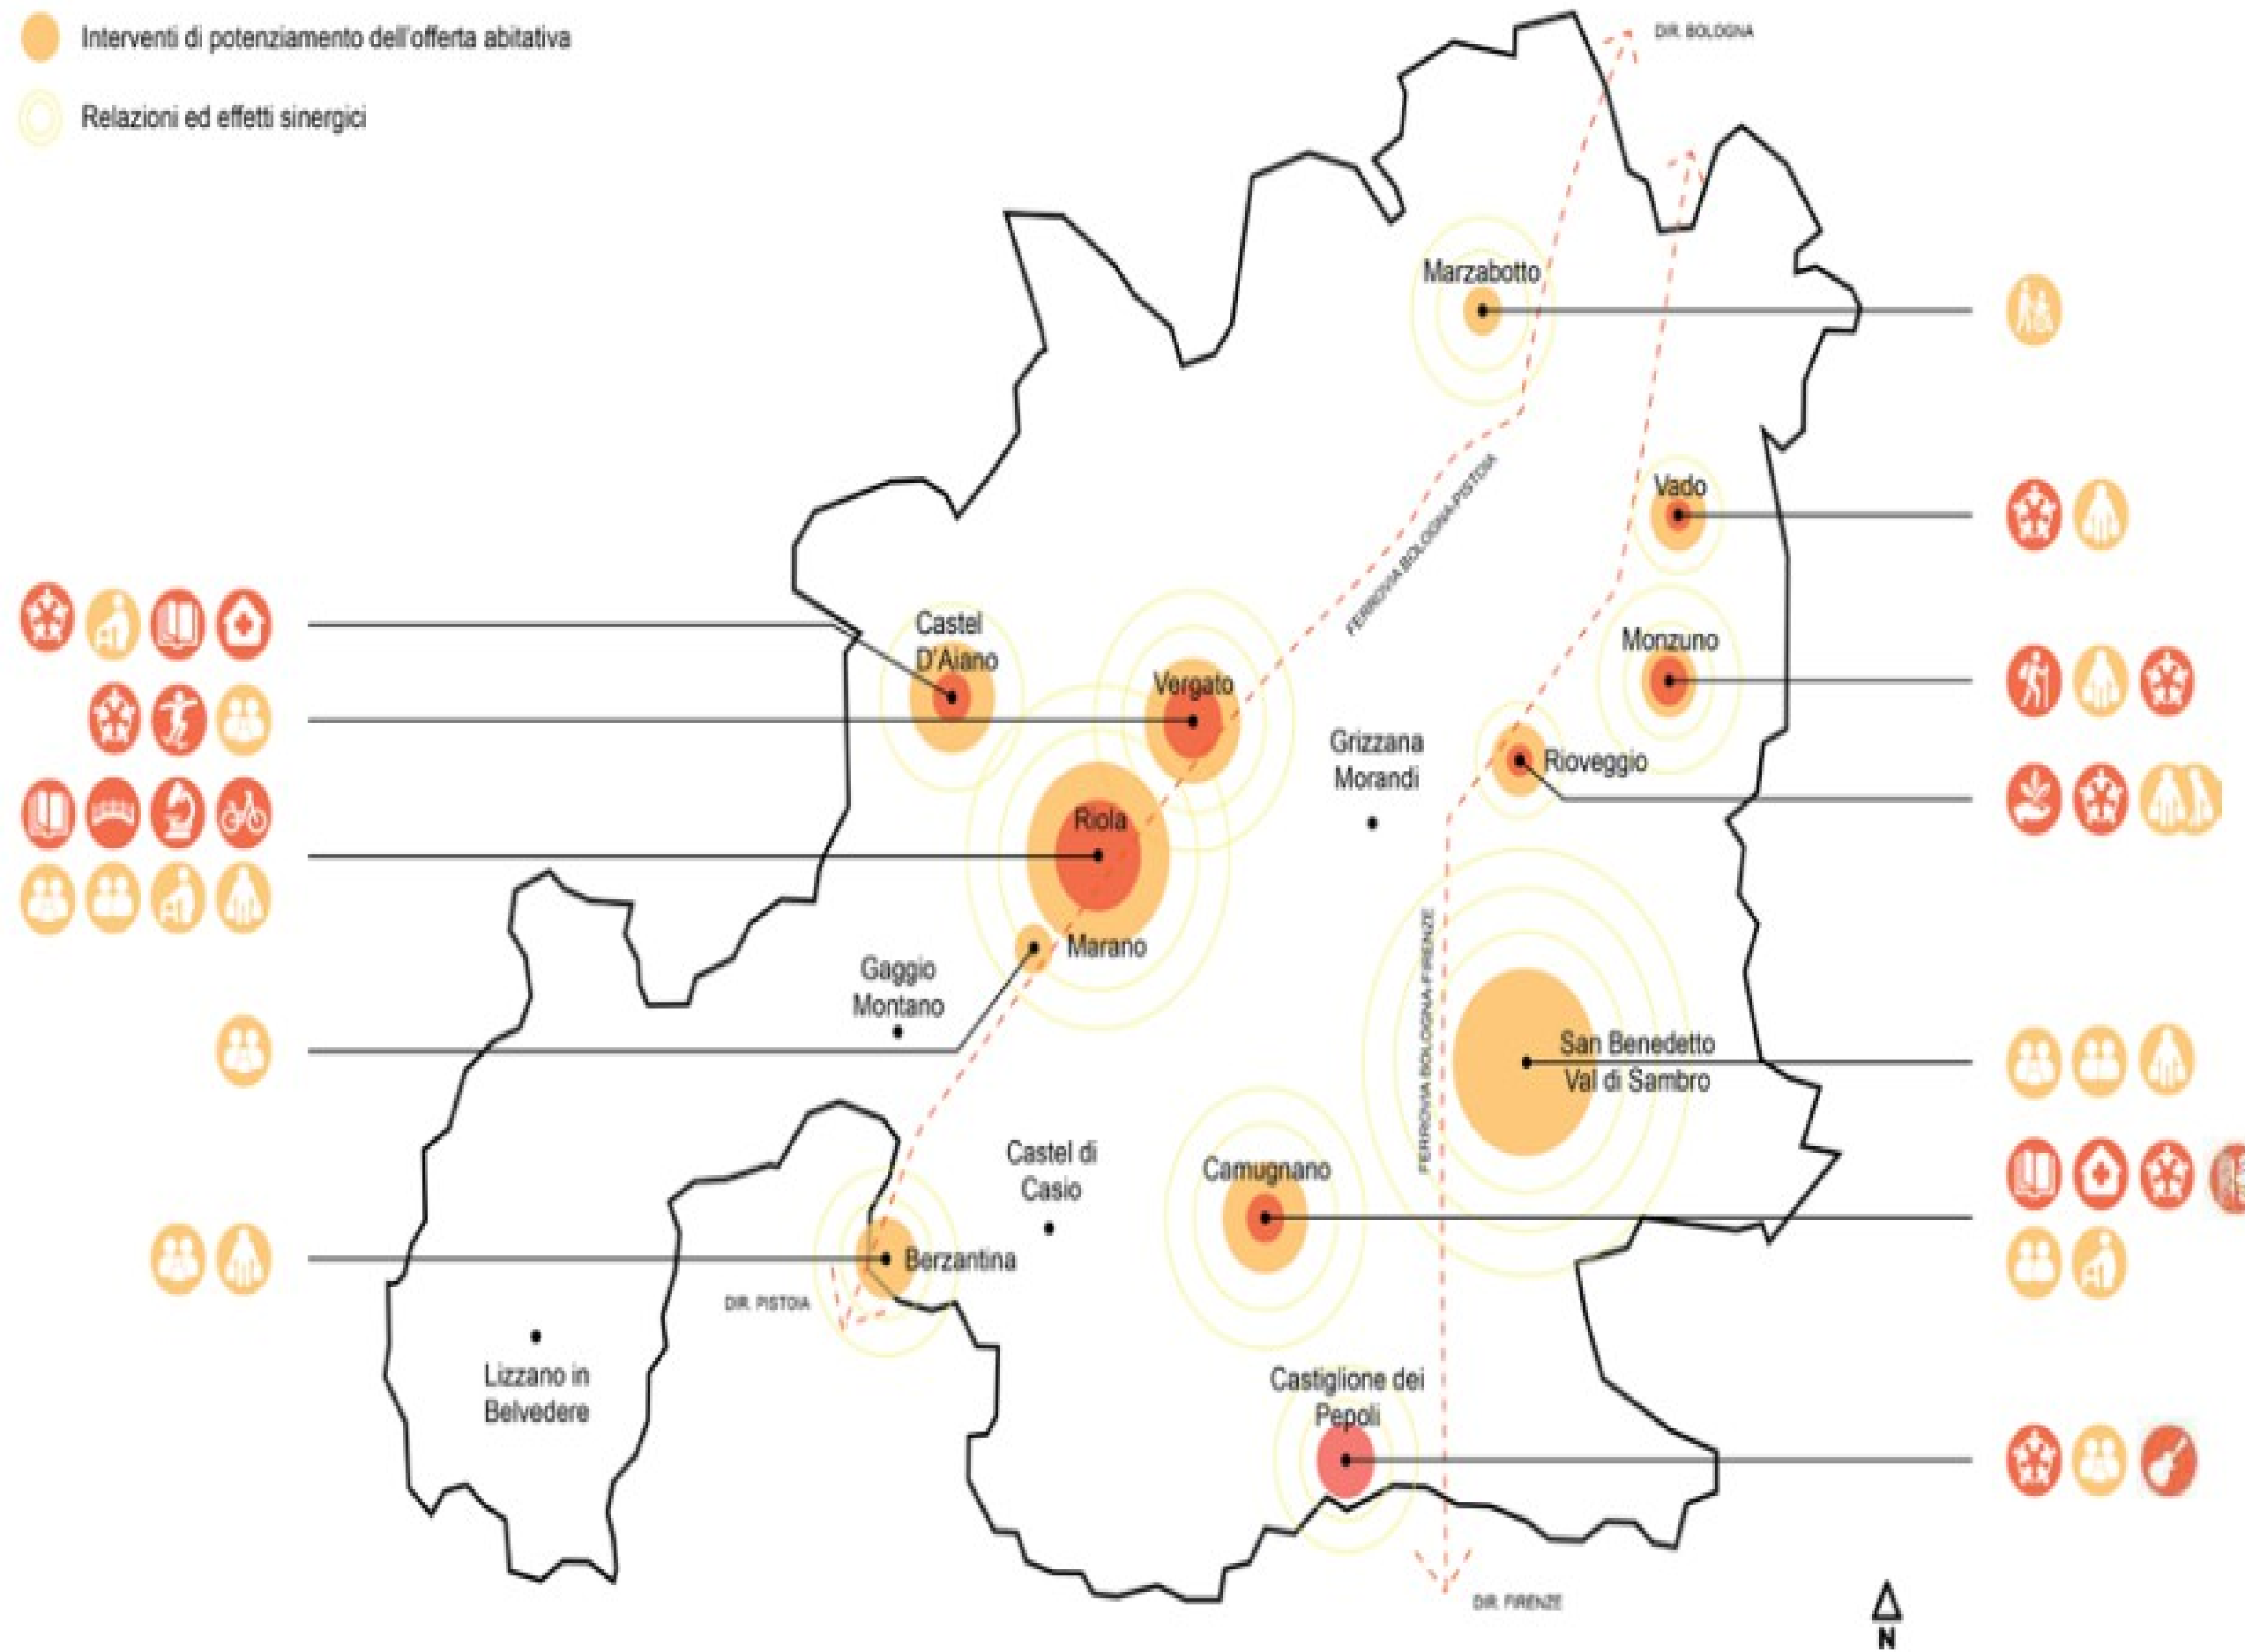 Interventi di potenziamento dell'offerta abitativa
Relazioni ed effetti sinergici
DIR. BOLOGNA
Marzabotto
FERROVIA BOLOGNA-PISTOIA
Vado
Castel
D'Aiano
Vergato
Monzuno
Grizzana
Morandi
Rioveggio
Riola
Marano
Gaggio
Montano
FERROVIA BOLOGNA-FIRENZE
San Benedetto
Val di Sambro
Castel di
Casio
Camugnano
Berzantina
DIR. PISTOIA
Lizzano in
Belvedere
Castiglione dei
Pepoli
DIR. FIRENZE
N